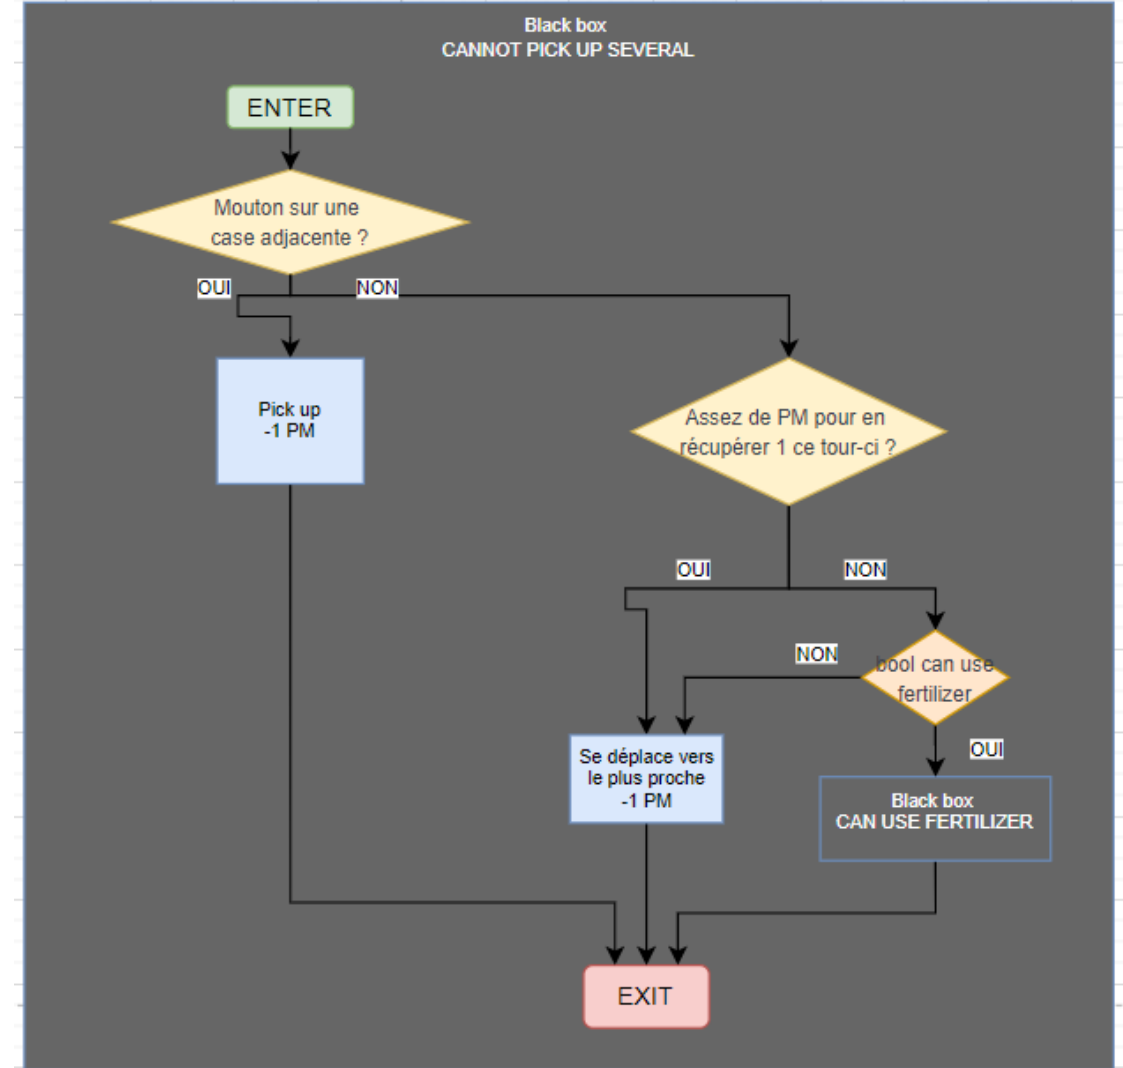 Black box
CANNOT PICK UP SEVERAL
ENTER
Mouton sur une
case adjacente ?
OUI
NON
Pick up
-1 PM
Assez de PM pour en
récupérer 1 ce tour-ci ?
OUI
NON
NON
bool can use
fertilizer
OUI
Se déplace vers
le plus proche
-1 PM
Black box
CAN USE FERTILIZER
EXIT